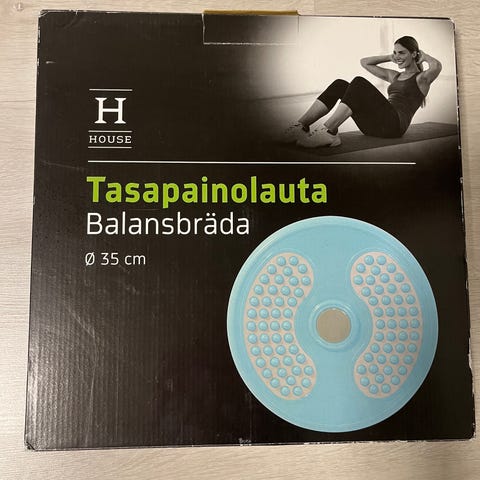 H
HOUSE
Tasapainolauta
Balansbräda
Ø 35 cm